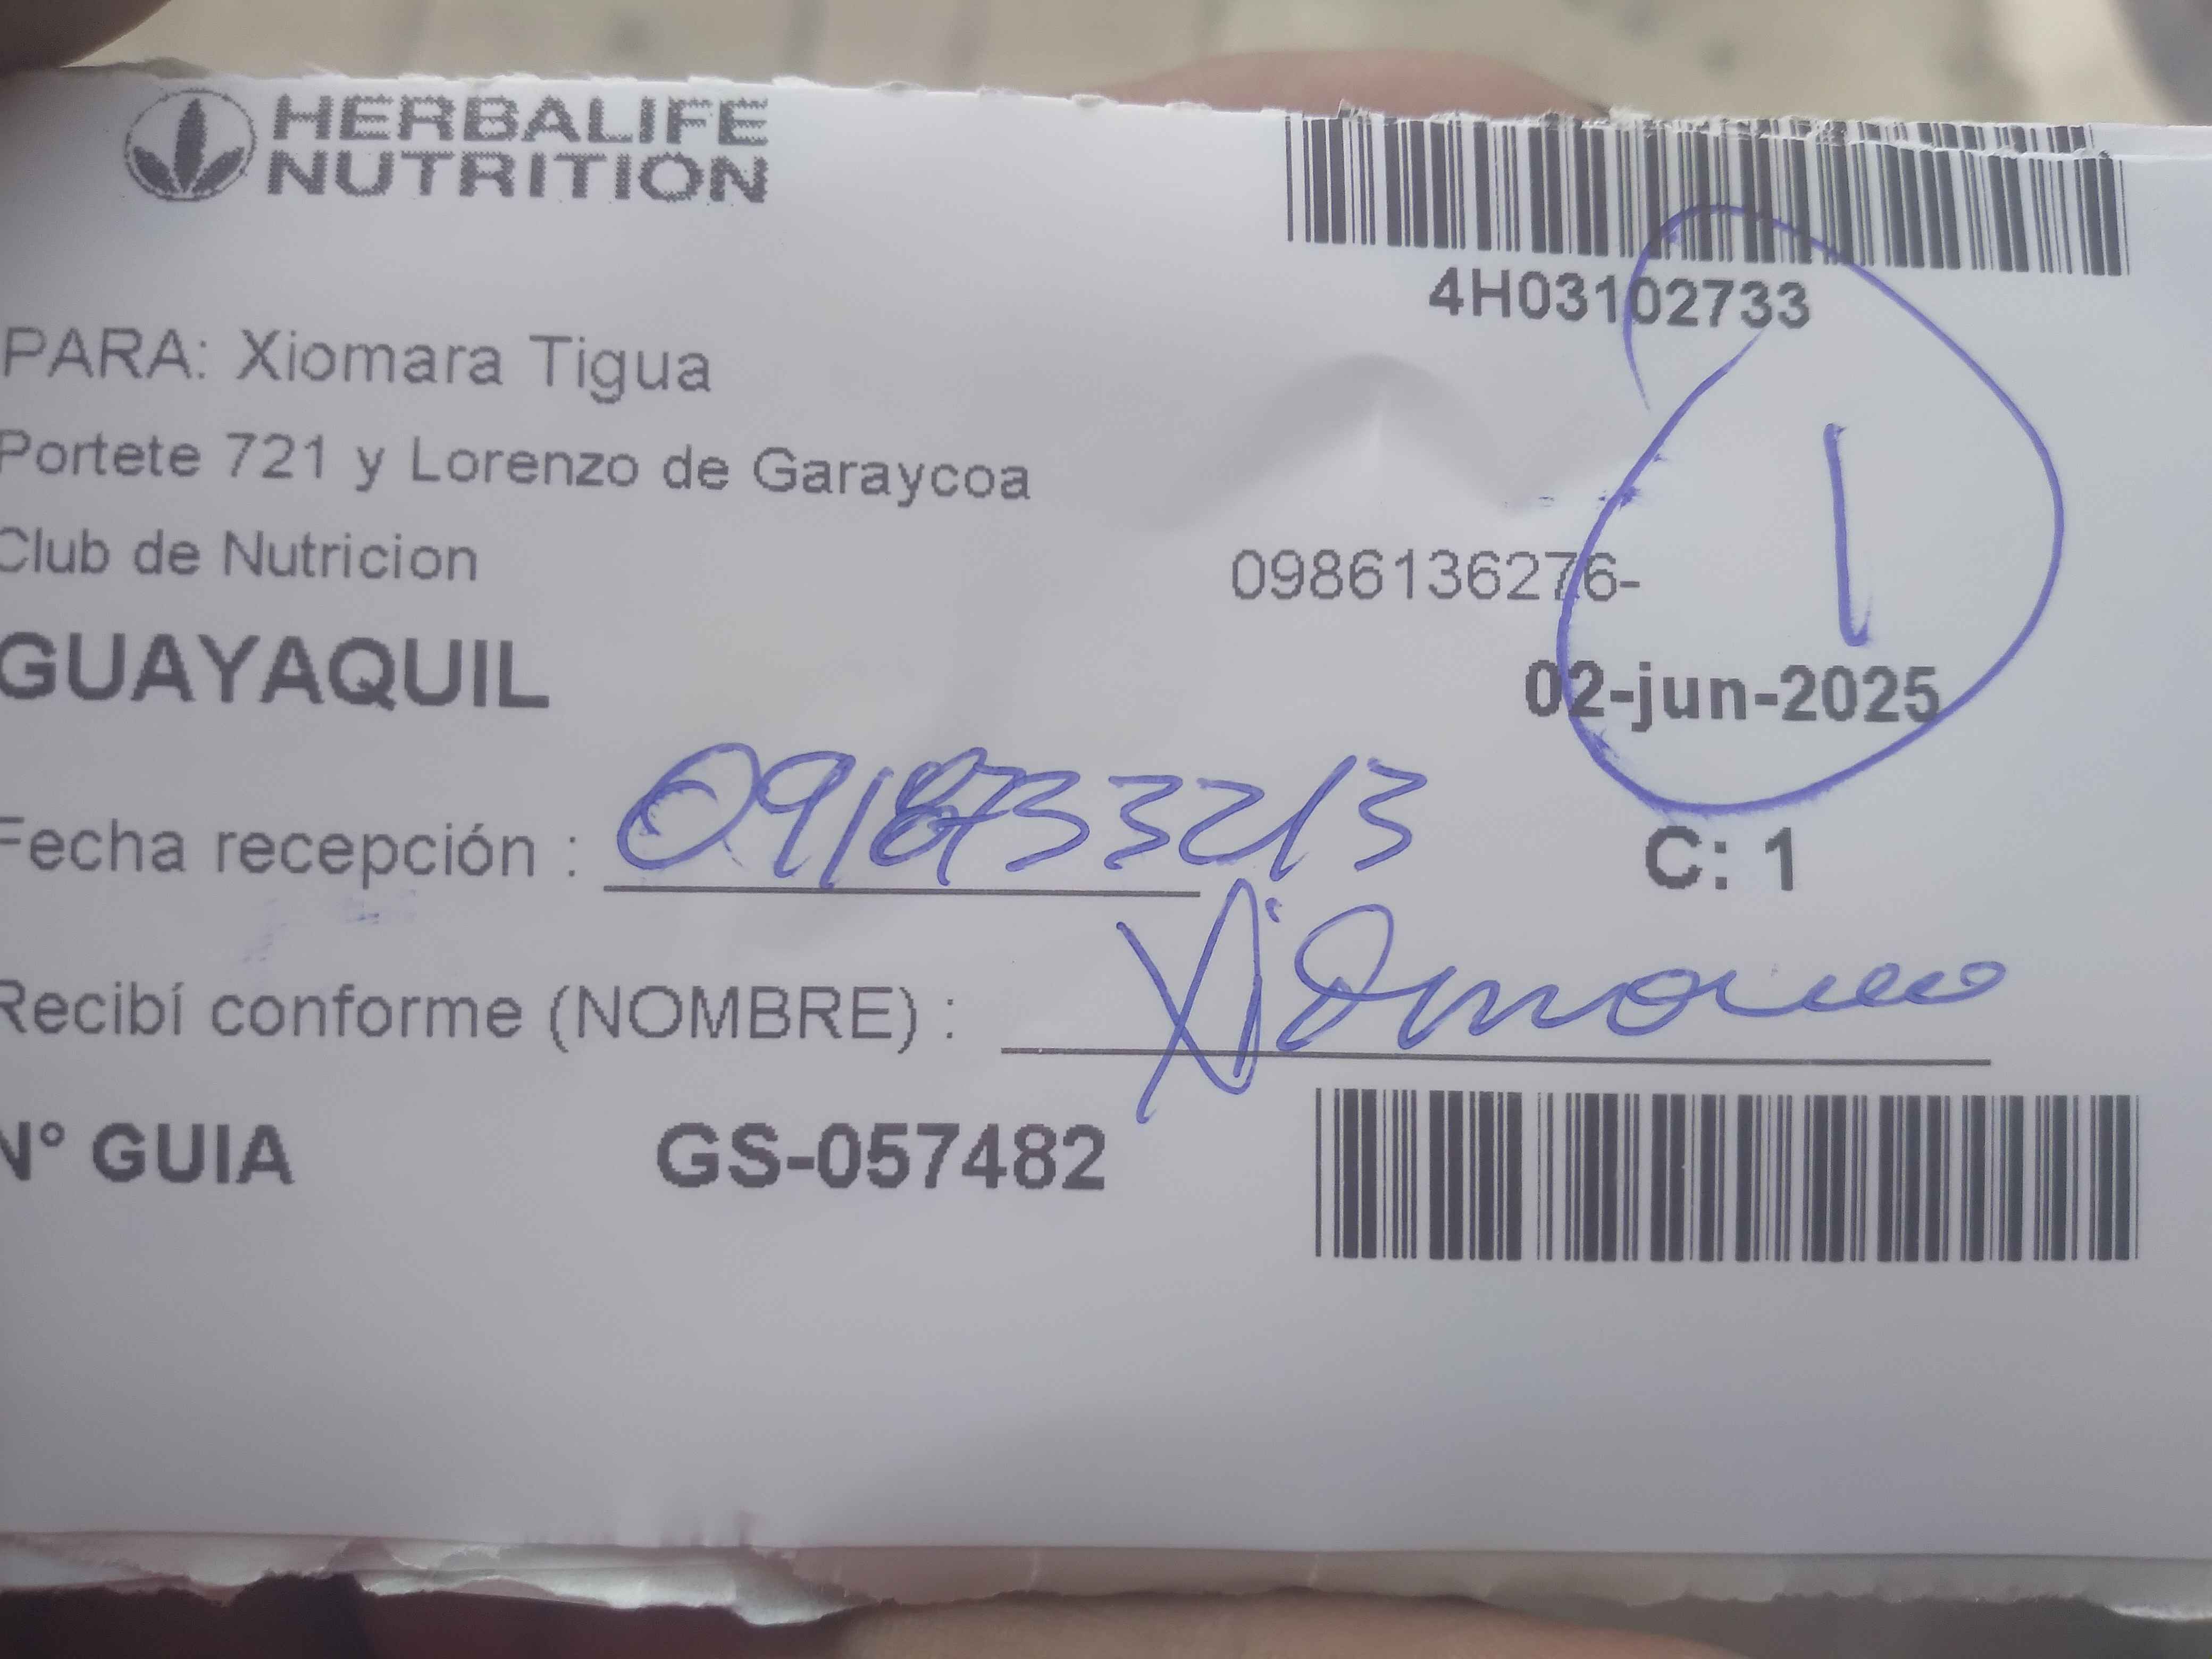 HERBALIFE
NUTRITION
4H03102733
PARA: Xiomara Tigua
Portete 721 y Lorenzo de Garaycoa
Club de Nutricion
0986136276-
1
GUAYAQUIL
02-jun-2025
Fecha recepción :
C: 1
Recibí conforme (NOMBRE) : Xiomara
N° GUIA GS-057482